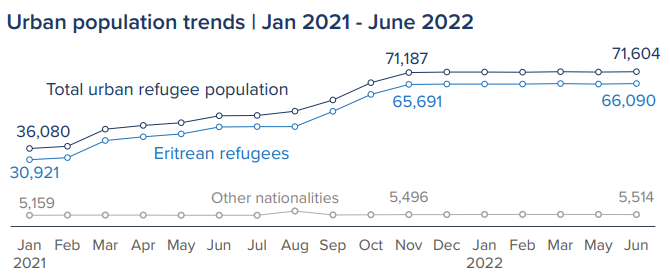 Urban population trends | Jan 2021 - June 2022
71,187
71,604
Total urban refugee population
65,691
66,090
36,080
Eritrean refugees
30,921
Other nationalities
5,159
5,496
5,514
Jan Feb Mar Apr May Jun Jul Aug Sep Oct Nov Dec Jan Feb Mar Apr May Jun
2021 2022